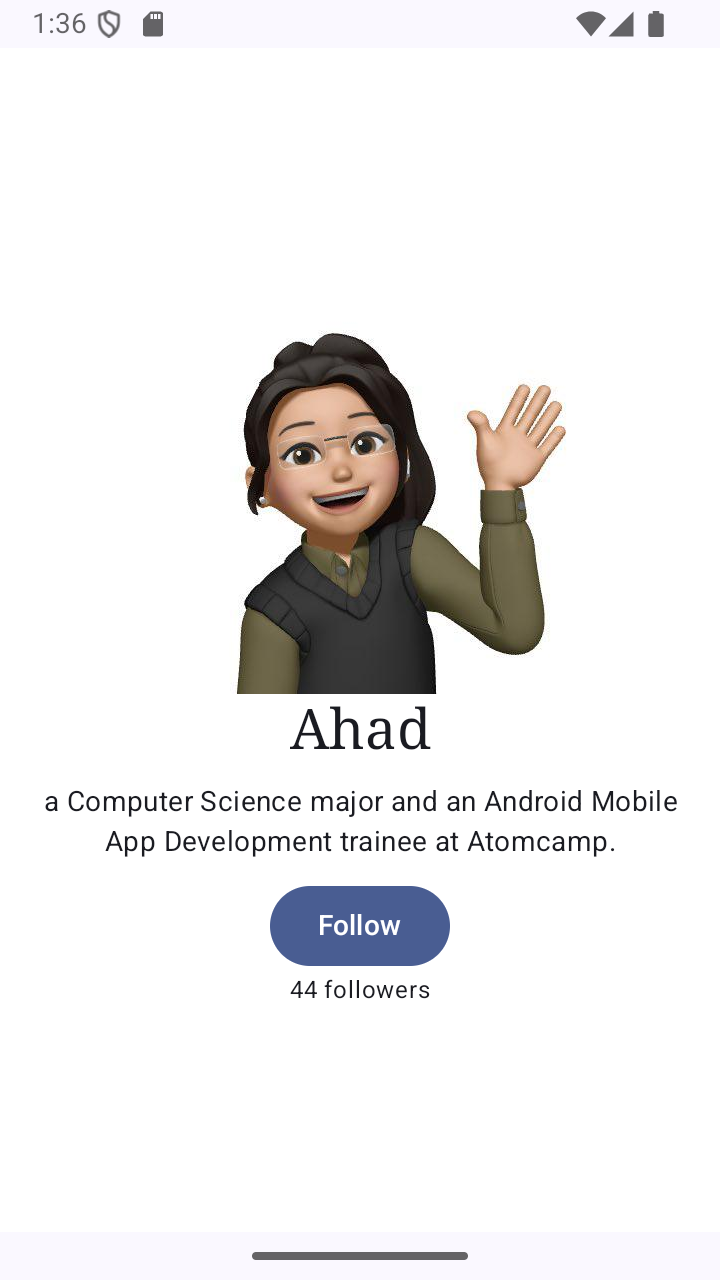 1:36
Ahad
a Computer Science major and an Android Mobile
App Development trainee at Atomcamp.
Follow
44 followers